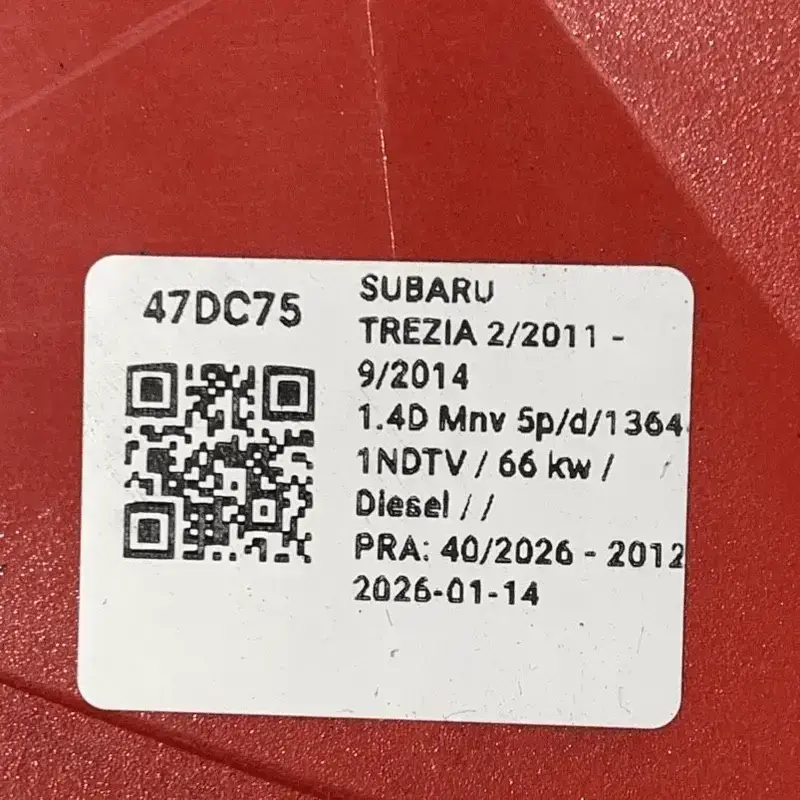 47DC75
SUBARU
TREZIA 2/2011 -
9/2014
1.4D Mnv 5p/d/1364
1NDTV / 66 kw /
Diesel / /
PRA: 40/2026 - 2012
2026-01-14